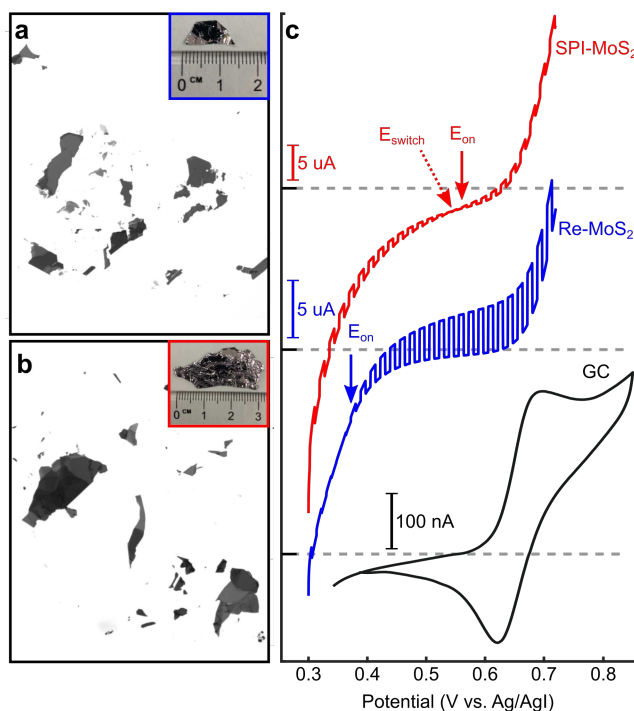 a
0 CM 1 2
b
0 CM 1 2 3
c
SPI-MoS2
Eswitch
Eon
5 uA
Re-MoS2
5 uA
Eon
GC
100 nA
0.3 0.4 0.5 0.6 0.7 0.8
Potential (V vs. Ag/AgI)